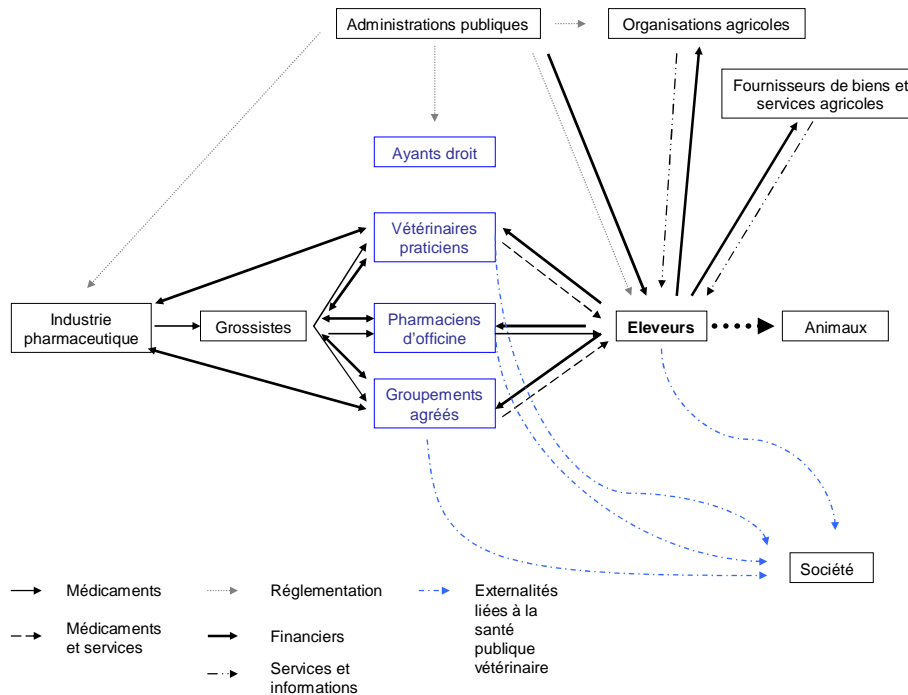 Administrations publiques
Organisations agricoles
Fournisseurs de biens et
services agricoles
Ayants droit
Vétérinaires
praticiens
Industrie
pharmaceutique
Grossistes
Pharmaciens
d'officine
Eleveurs
Animaux
Groupements
agréés
Société
Médicaments
Réglementation
Externalités
liées à la
santé
publique
vétérinaire
Médicaments
et services
Financiers
Services et
informations